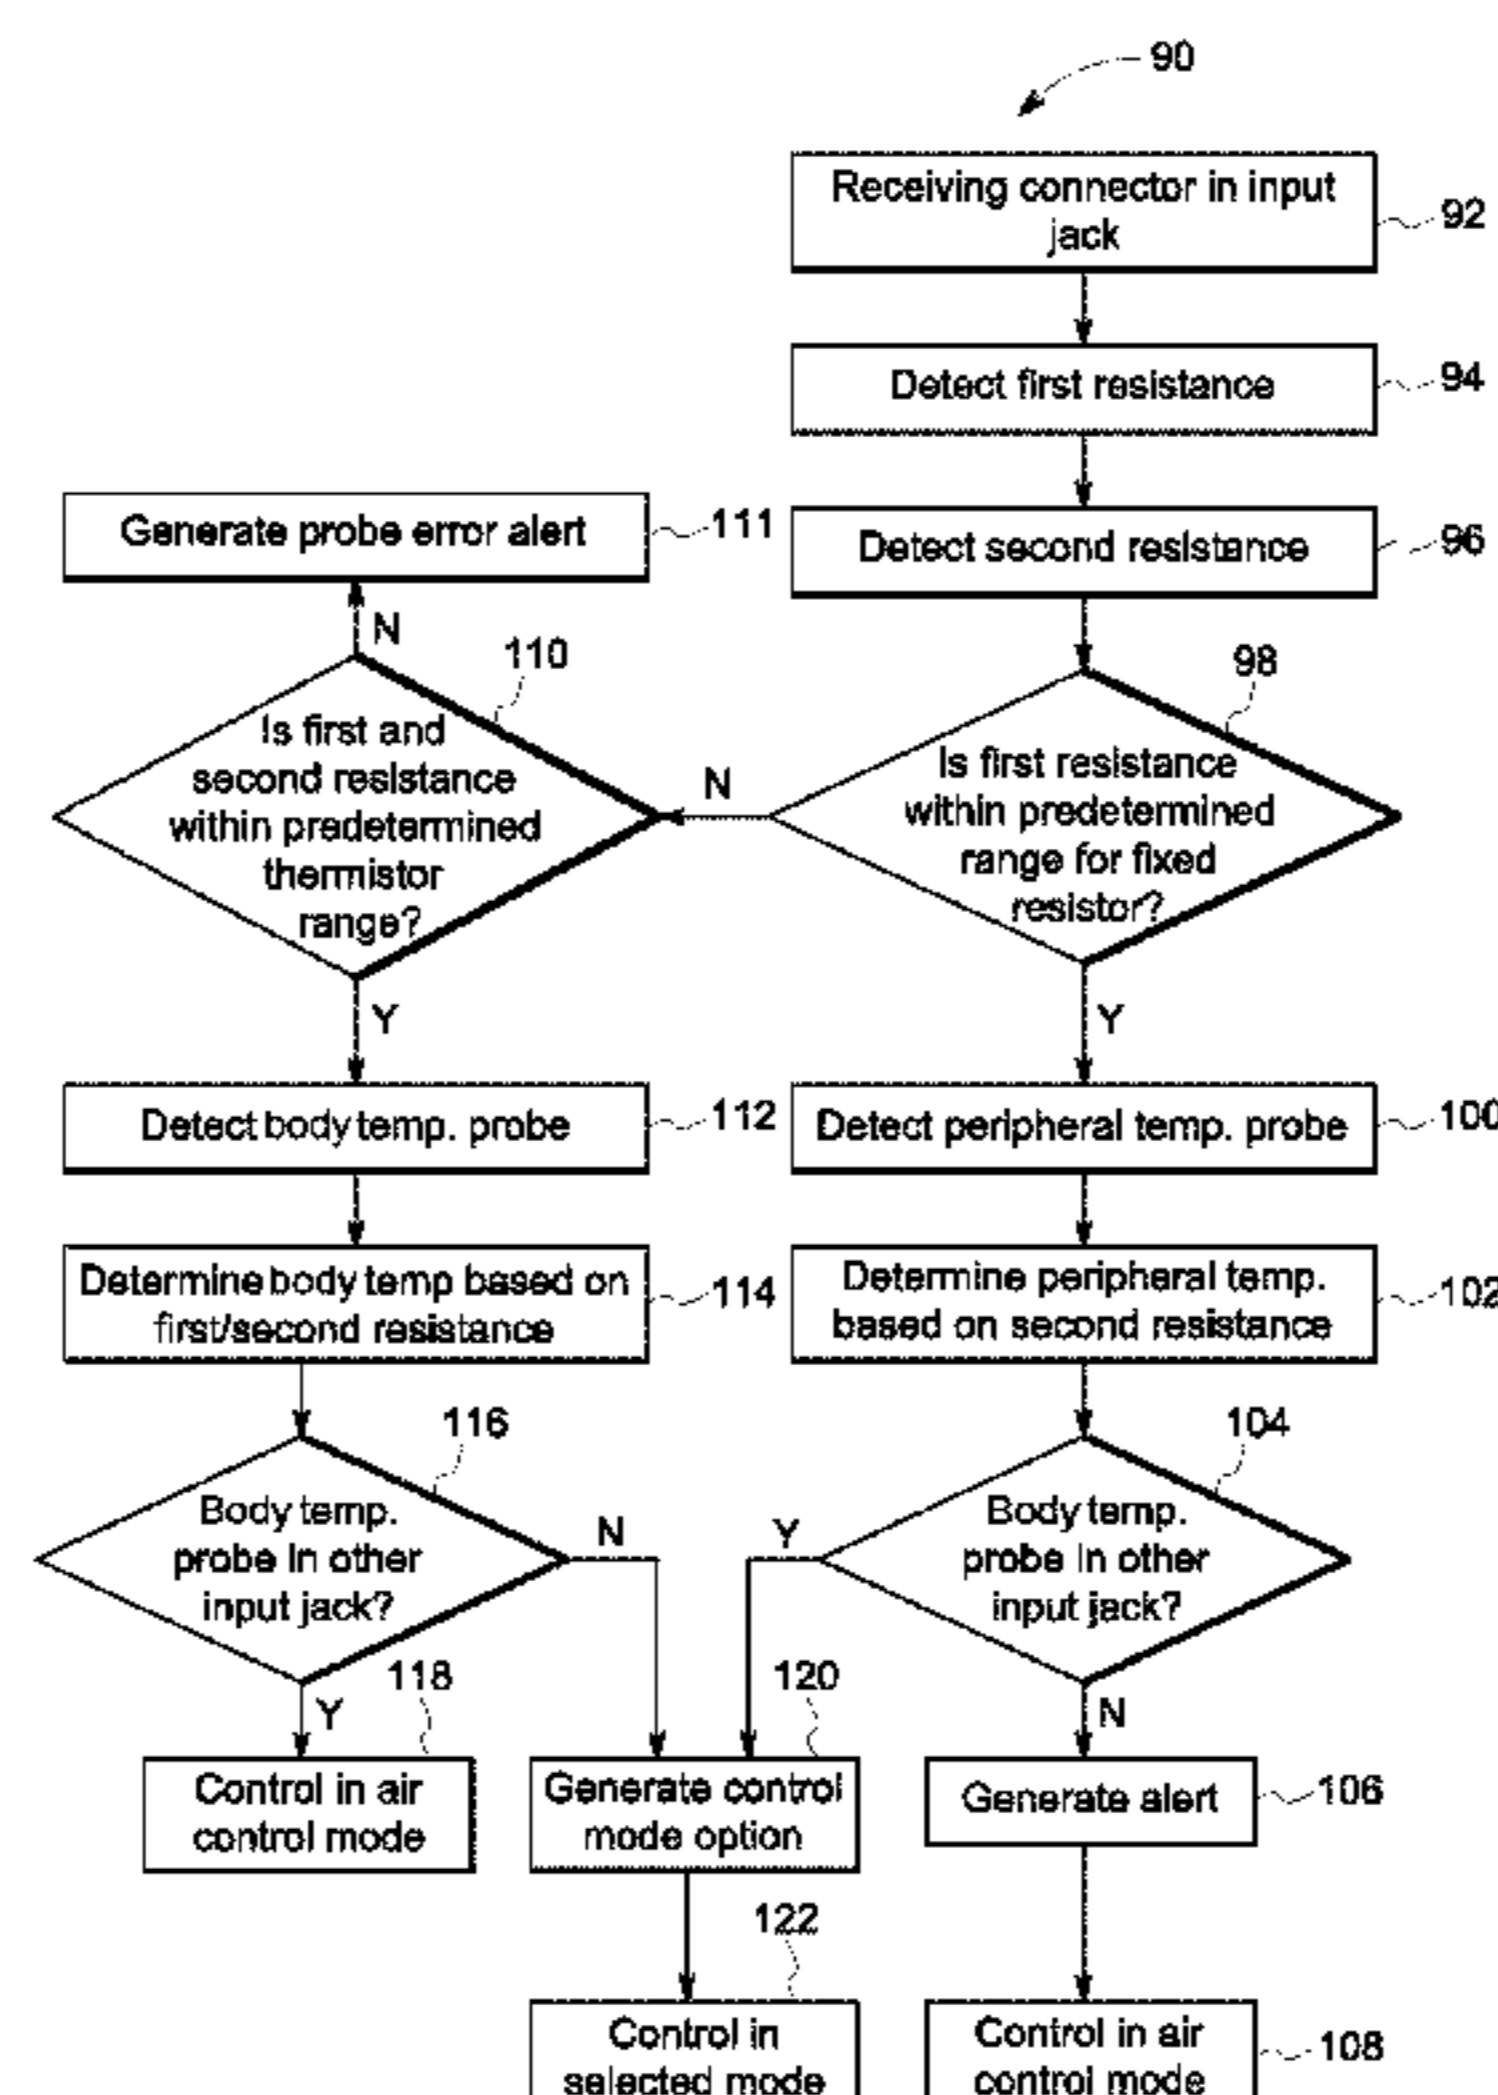 90
Receiving connector in input
jack
92
Detect first resistance
94
Detect second resistance
96
Generate probe error alert
111
N
110
98
Is first and
second resistance
within predetermined
thermistor
range?
N
Is first resistance
within predetermined
range for fixed
resistor?
Y
Y
Detect body temp. probe
112
Detect peripheral temp. probe
100
Determine body temp based on
first/second resistance
114
Determine peripheral temp.
based on second resistance
102
116
104
Body temp.
probe in other
input jack?
N
Y
Body temp.
probe in other
input jack?
118
120
Y
N
Control in air
control mode
Generate control
mode option
Generate alert
106
122
Control in
selected mode
Control in air
control mode
108